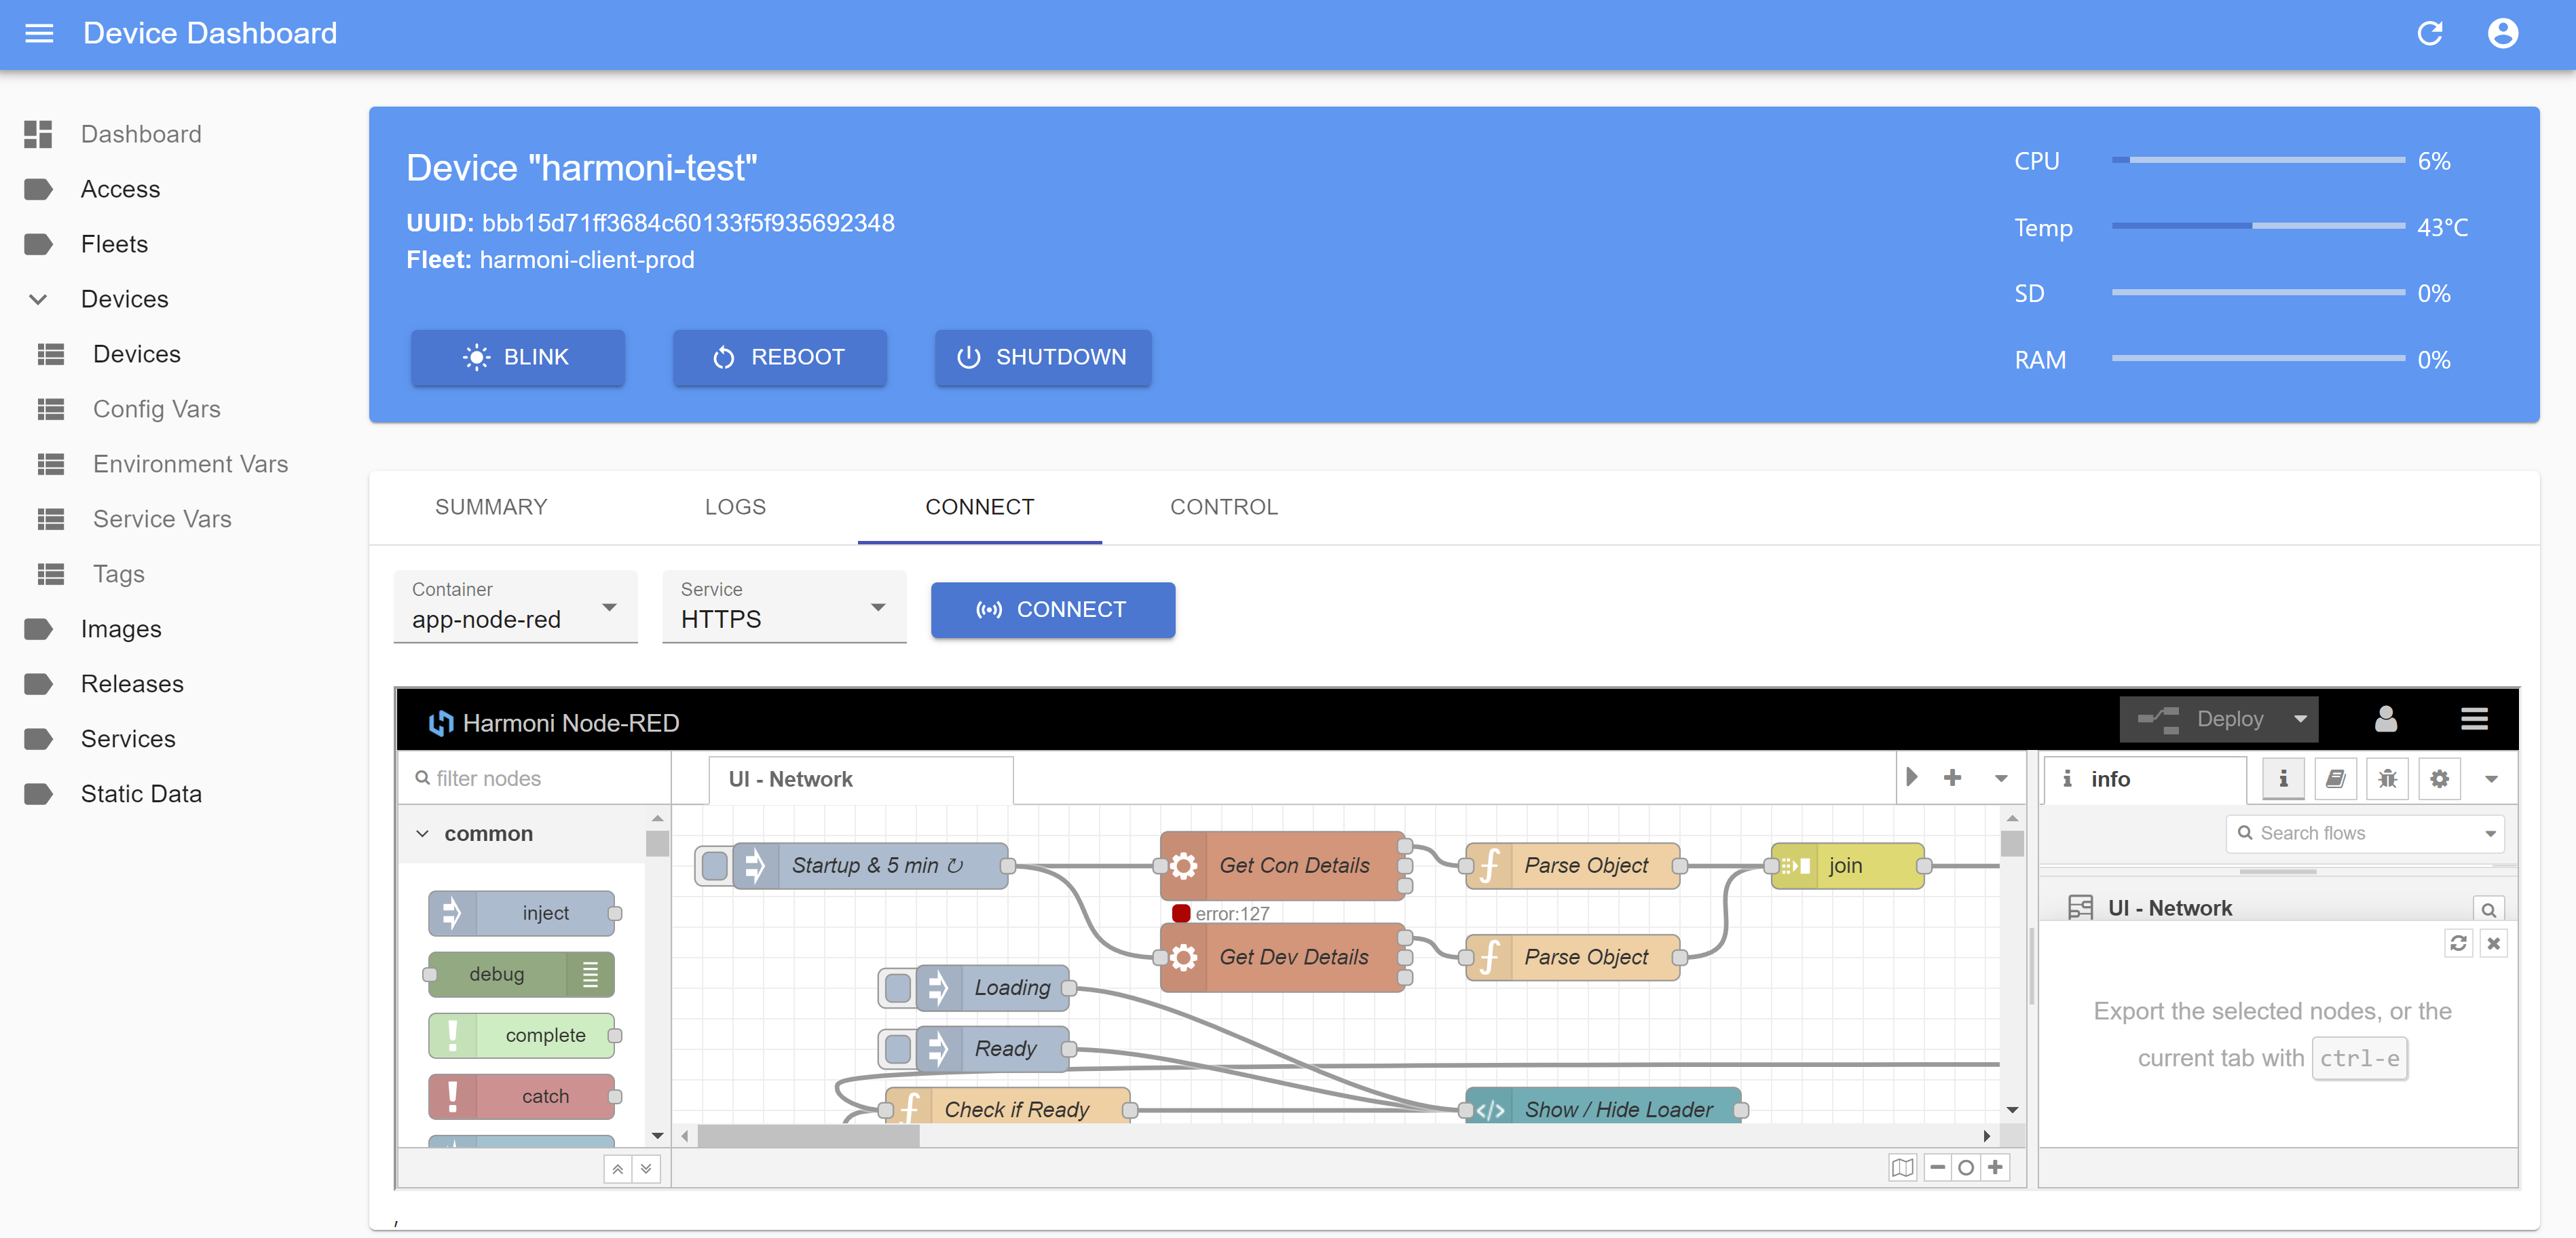 Device Dashboard
Dashboard
Access
Fleets
Devices
Devices
Config Vars
Environment Vars
Service Vars
Tags
Images
Releases
Services
Static Data
Device "harmoni-test"
UUID: bbb15d71ff3684c60133f5f935692348
Fleet: harmoni-client-prod
BLINK
REBOOT
SHUTDOWN
CPU 6%
Temp 43°C
SD 0%
RAM 0%
SUMMARY
LOGS
CONNECT
CONTROL
Container
app-node-red
Service
HTTPS
CONNECT
Harmoni Node-RED
Deploy
filter nodes
common
inject
debug
complete
catch
UI - Network
Startup & 5 min ↻
Get Con Details
Parse Object
join
error:127
Get Dev Details
Parse Object
Loading
Ready
Check if Ready
Show / Hide Loader
info
Search flows
UI - Network
Export the selected nodes, or the
current tab with ctrl-e
,